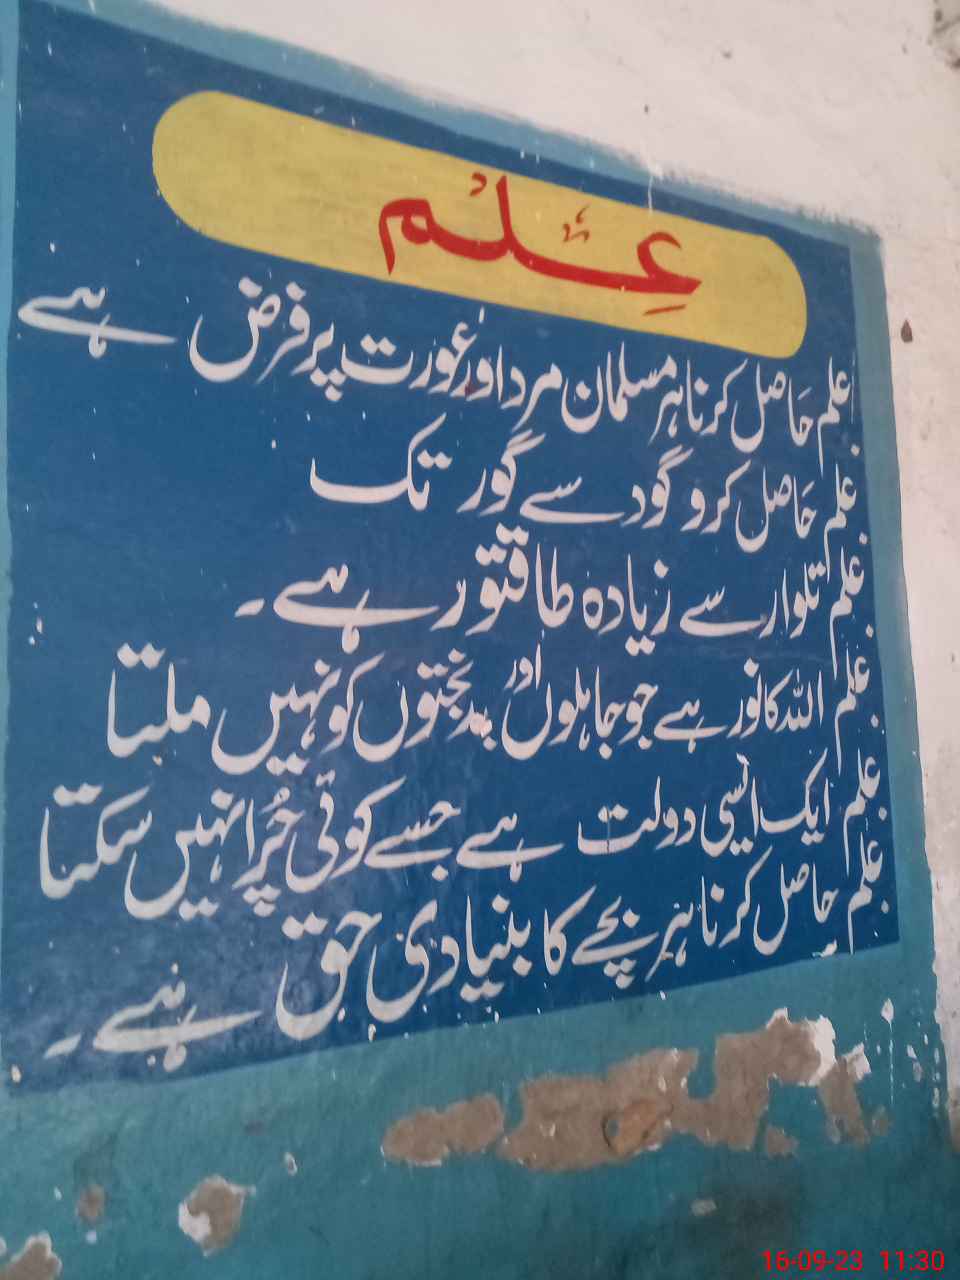 عِلْم
علم حاصل کرنا ہر مسلمان مرد اور عورت پر فرض ہے
علم حاصل کرو گود سے گور تک
علم تلوار سے زیادہ طاقتور ہے۔
علم اللہ کا نور ہے جو جاہلوں اور بدبختوں کو نہیں ملتا
علم ایک ایسی دولت ہے جسے کوئی چُرا نہیں سکتا
علم حاصل کرنا ہر بچے کا بنیادی حق ہے۔
16-09-23 11:30